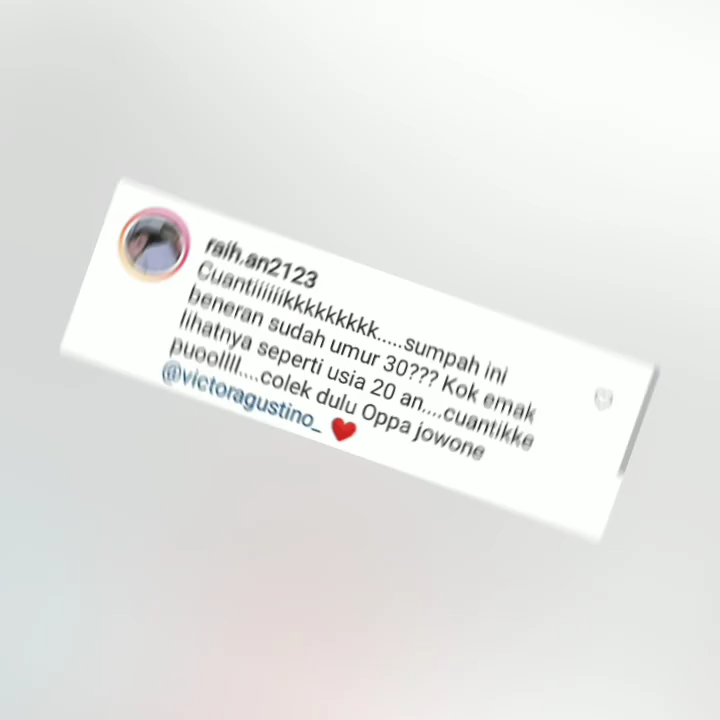 raih.an2123
Cuantiiiiiiikkkkkkkkk.....sumpah ini
beneran sudah umur 30??? Kok emak
lihatnya seperti usia 20 an....cuantikke
puoollll....colek dulu Oppa jowone
@victoragustino_ ❤️